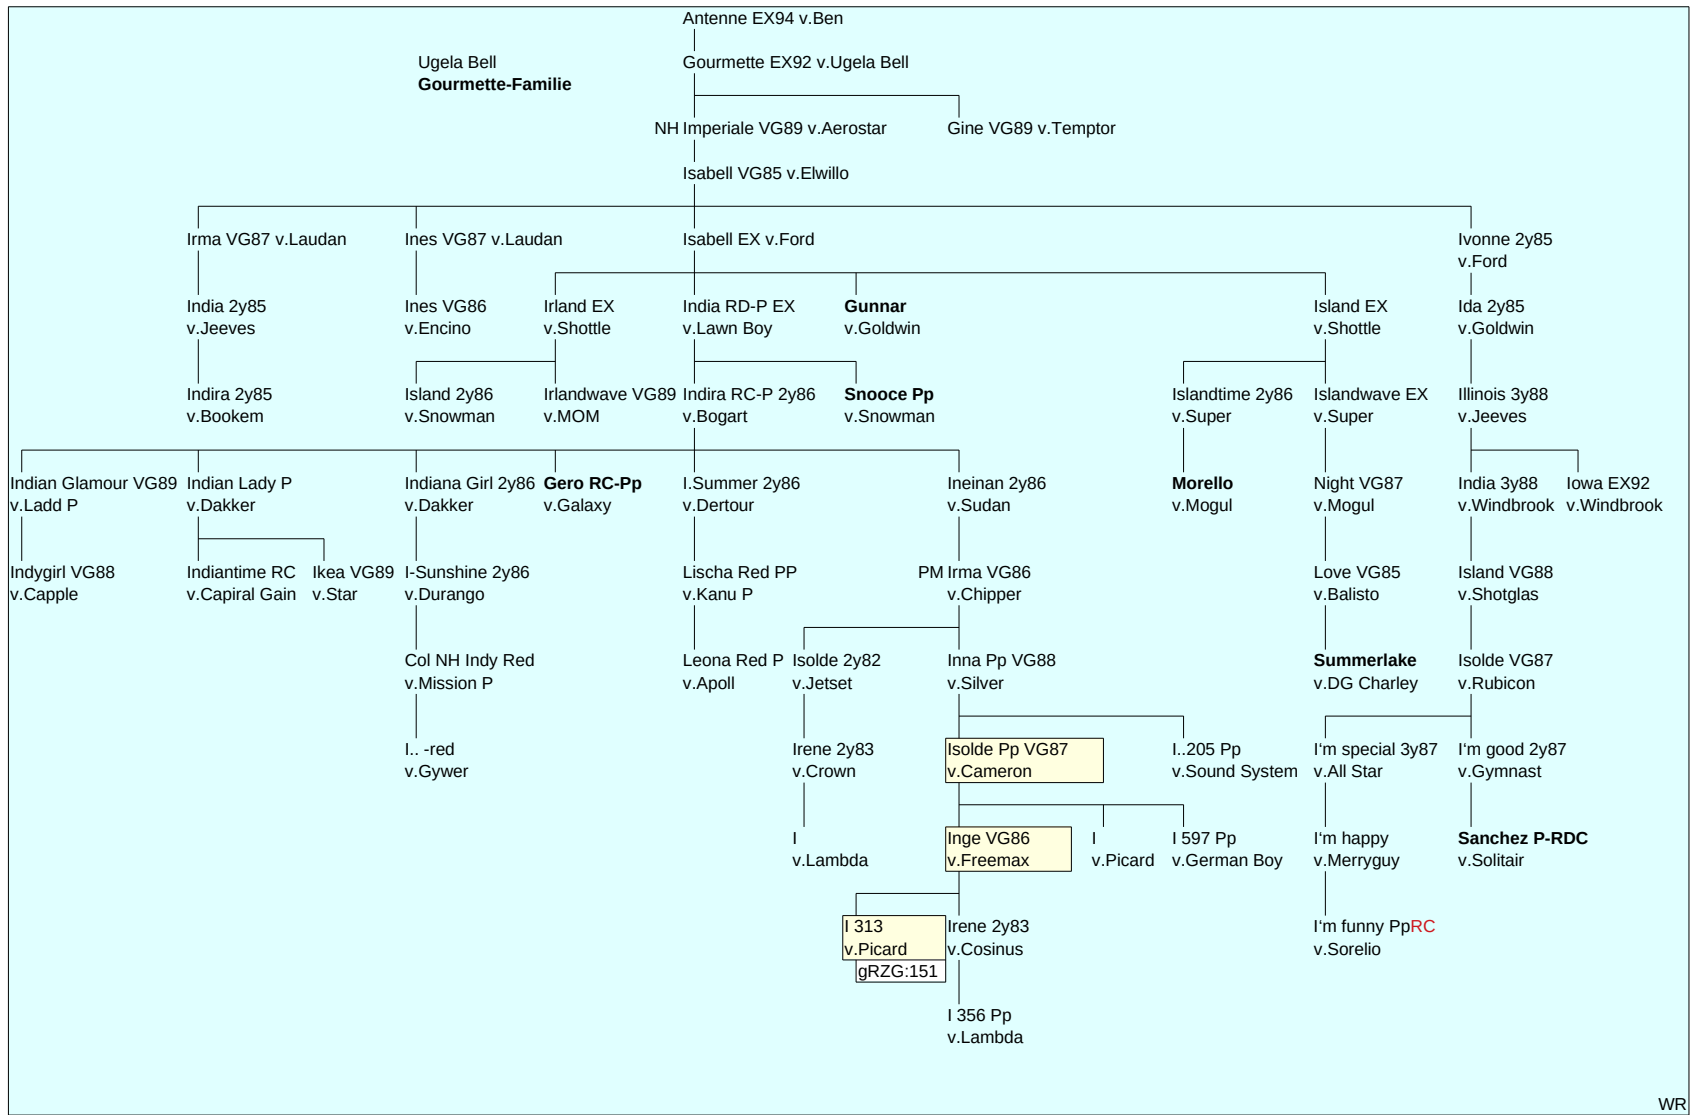 Antenne EX94 v.Ben
Ugela Bell
Gourmette-Familie
Gourmette EX92 v.Ugela Bell
NH Imperiale VG89 v.Aerostar
Gine VG89 v.Temptor
Isabell VG85 v.Elwillo
Irma VG87 v.Laudan
Ines VG87 v.Laudan
Isabell EX v.Ford
Ivonne 2y85
v.Ford
India 2y85
v.Jeeves
Ines VG86
v.Encino
Irland EX
v.Shottle
India RD-P EX
v.Lawn Boy
Gunnar
v.Goldwin
Island EX
v.Shottle
Ida 2y85
v.Goldwin
Indira 2y85
v.Bookem
Island 2y86
v.Snowman
Irlandwave VG89
v.MOM
Indira RC-P 2y86
v.Bogart
Snooce Pp
v.Snowman
Islandtime 2y86
v.Super
Islandwave EX
v.Super
Illinois 3y88
v.Jeeves
Indian Glamour VG89
v.Ladd P
Indian Lady P
v.Dakker
Indiana Girl 2y86
v.Dakker
Gero RC-Pp
v.Galaxy
I.Summer 2y86
v.Dertour
Ineinan 2y86
v.Sudan
Morello
v.Mogul
Night VG87
v.Mogul
India 3y88
v.Windbrook
Iowa EX92
v.Windbrook
Indygirl VG88
v.Capple
Indiantime RC
v.Capiral Gain
Ikea VG89
v.Star
I-Sunshine 2y86
v.Durango
Lischa Red PP
v.Kanu P
PM Irma VG86
v.Chipper
Love VG85
v.Balisto
Island VG88
v.Shotglas
Col NH Indy Red
v.Mission P
Leona Red P
v.Apoll
Isolde 2y82
v.Jetset
Inna Pp VG88
v.Silver
Summerlake
v.DG Charley
Isolde VG87
v.Rubicon
I.. -red
v.Gywer
Irene 2y83
v.Crown
Isolde Pp VG87
v.Cameron
I..205 Pp
v.Sound System
I'm special 3y87
v.All Star
I'm good 2y87
v.Gymnast
I
v.Lambda
Inge VG86
v.Freemax
I
v.Picard
I 597 Pp
v.German Boy
I'm happy
v.Merryguy
Sanchez P-RDC
v.Solitair
I 313
v.Picard
gRZG:151
Irene 2y83
v.Cosinus
I'm funny PpRC
v.Sorelio
I 356 Pp
v.Lambda
WR